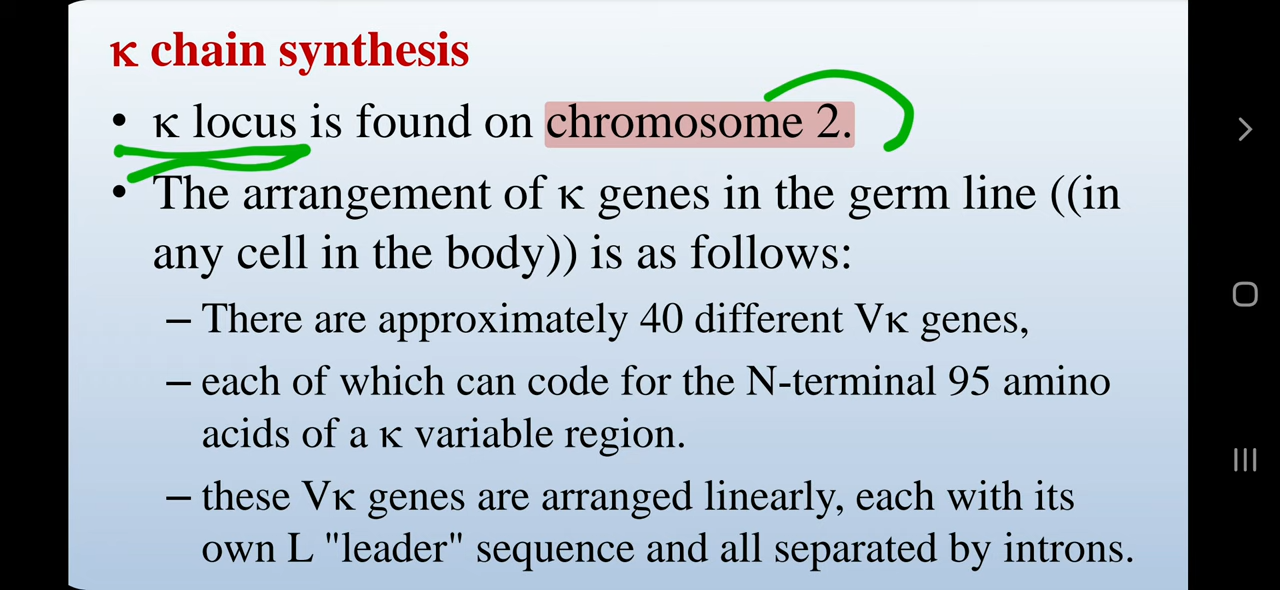 κ chain synthesis
• κ locus is found on chromosome 2.
• The arrangement of κ genes in the germ line ((in
any cell in the body)) is as follows:
– There are approximately 40 different Vκ genes,
– each of which can code for the N-terminal 95 amino
acids of a κ variable region.
– these Vκ genes are arranged linearly, each with its
own L "leader" sequence and all separated by introns.